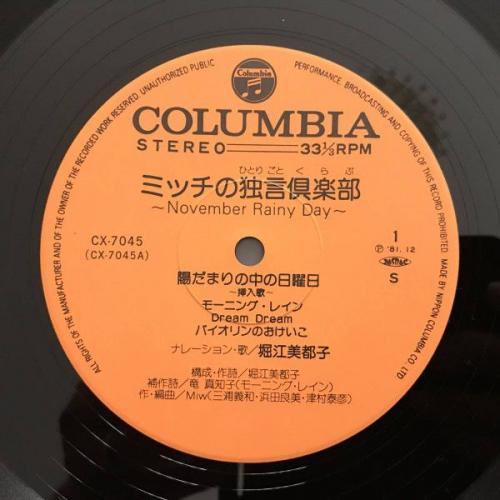 ALL RIGHTS OF THE MANUFACTURER AND OF THE OWNER OF THE RECORDED WORK RESERVED. UNAUTHORIZED PUBLIC PERFORMANCE, BROADCASTING AND COPYING OF THIS RECORD PROHIBITED. MADE BY NIPPON COLUMBIA CO., LTD.
Columbia
COLUMBIA
STEREO 33⅓RPM
ひとり ごと く ら ぶ
ミッチの独言倶楽部
〜November Rainy Day〜
CX-7045
(CX-7045A)
1
Ⓟ '81.12
S
陽だまりの中の日曜日
〜挿入歌〜
モーニング・レイン
Dream Dream
バイオリンのおけいこ
ナレーション・歌/堀江美都子
構成・作詩/堀江美都子
補作詩/竜 真知子(モーニング・レイン)
作・編曲/Miw(三浦義和・浜田良美・津村泰彦)